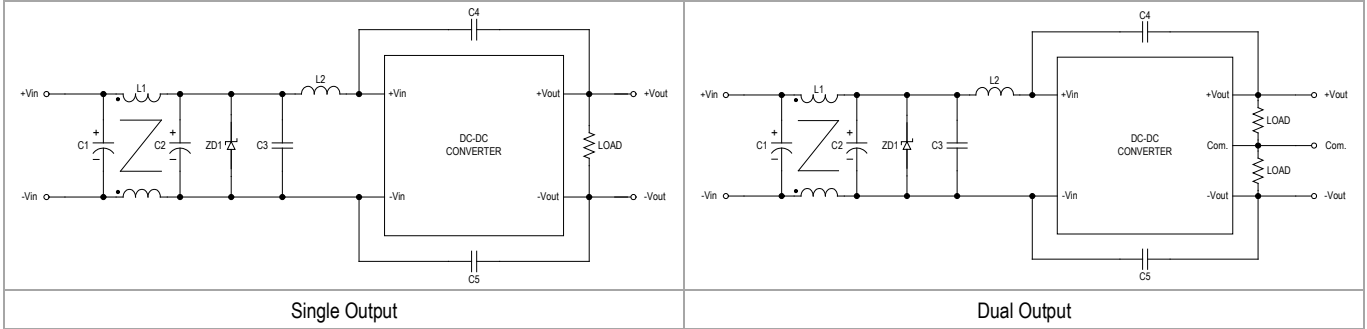 C4
L2
L1
+Vin
+Vin
+Vout
+Vout
+
C1
–
+
C2
–
ZD1
C3
DC-DC
CONVERTER
LOAD
-Vin
-Vin
-Vout
-Vout
C5
Single Output
C4
L2
L1
+Vin
+Vin
+Vout
+Vout
LOAD
+
C1
–
+
C2
–
ZD1
C3
DC-DC
CONVERTER
Com.
Com.
LOAD
-Vin
-Vin
-Vout
-Vout
C5
Dual Output